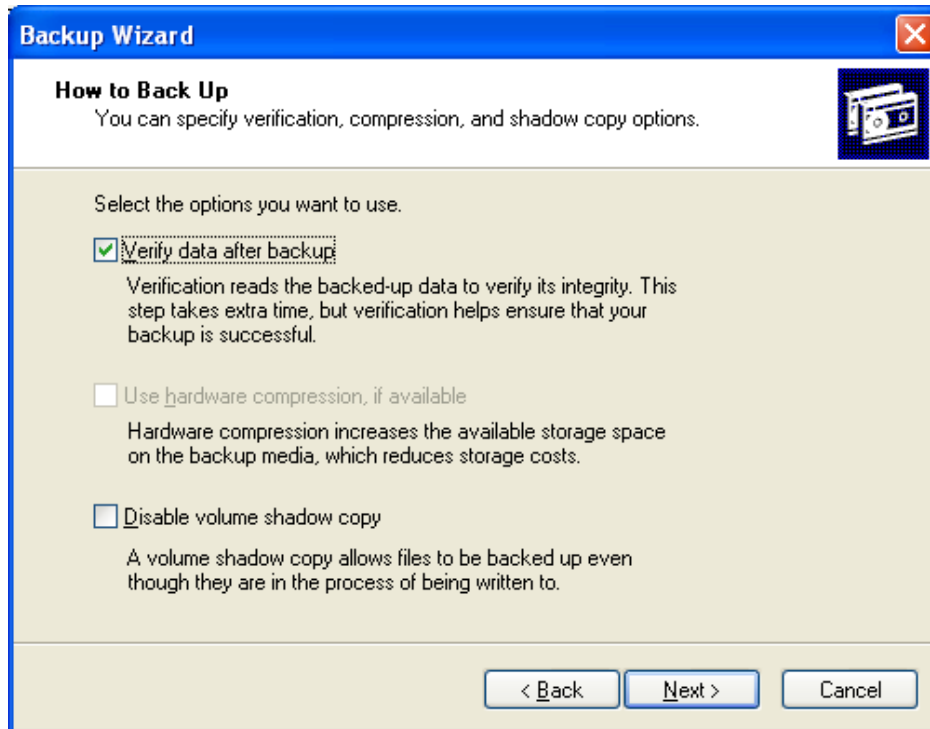 Backup Wizard
How to Back Up
You can specify verification, compression, and shadow copy options.
Select the options you want to use.
Verify data after backup
Verification reads the backed-up data to verify its integrity. This
step takes extra time, but verification helps ensure that your
backup is successful.
Use hardware compression, if available
Hardware compression increases the available storage space
on the backup media, which reduces storage costs.
Disable volume shadow copy
A volume shadow copy allows files to be backed up even
though they are in the process of being written to.
< Back Next > Cancel